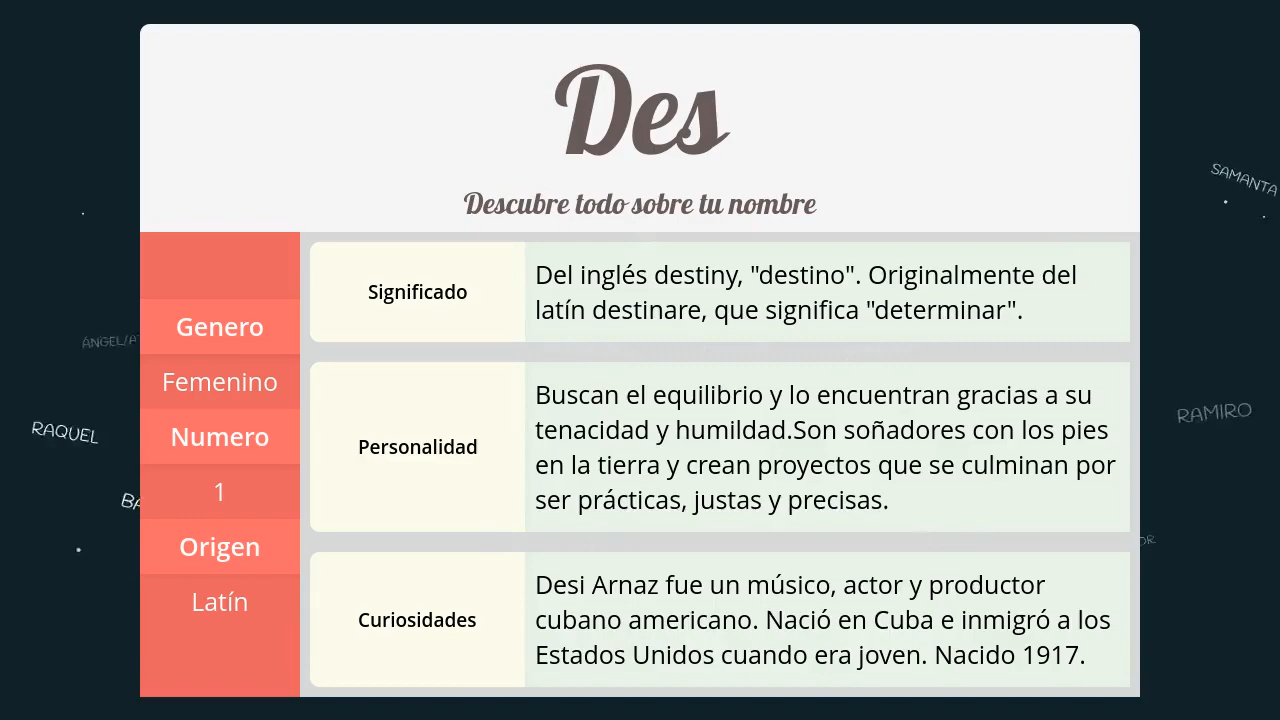 Des
Descubre todo sobre tu nombre
Genero
Femenino
Numero
1
Origen
Latín
Significado
Del inglés destiny, "destino". Originalmente del
latín destinare, que significa "determinar".
Personalidad
Buscan el equilibrio y lo encuentran gracias a su
tenacidad y humildad.Son soñadores con los pies
en la tierra y crean proyectos que se culminan por
ser prácticas, justas y precisas.
Curiosidades
Desi Arnaz fue un músico, actor y productor
cubano americano. Nació en Cuba e inmigró a los
Estados Unidos cuando era joven. Nacido 1917.
SAMANTA
RAQUEL
RAMIRO